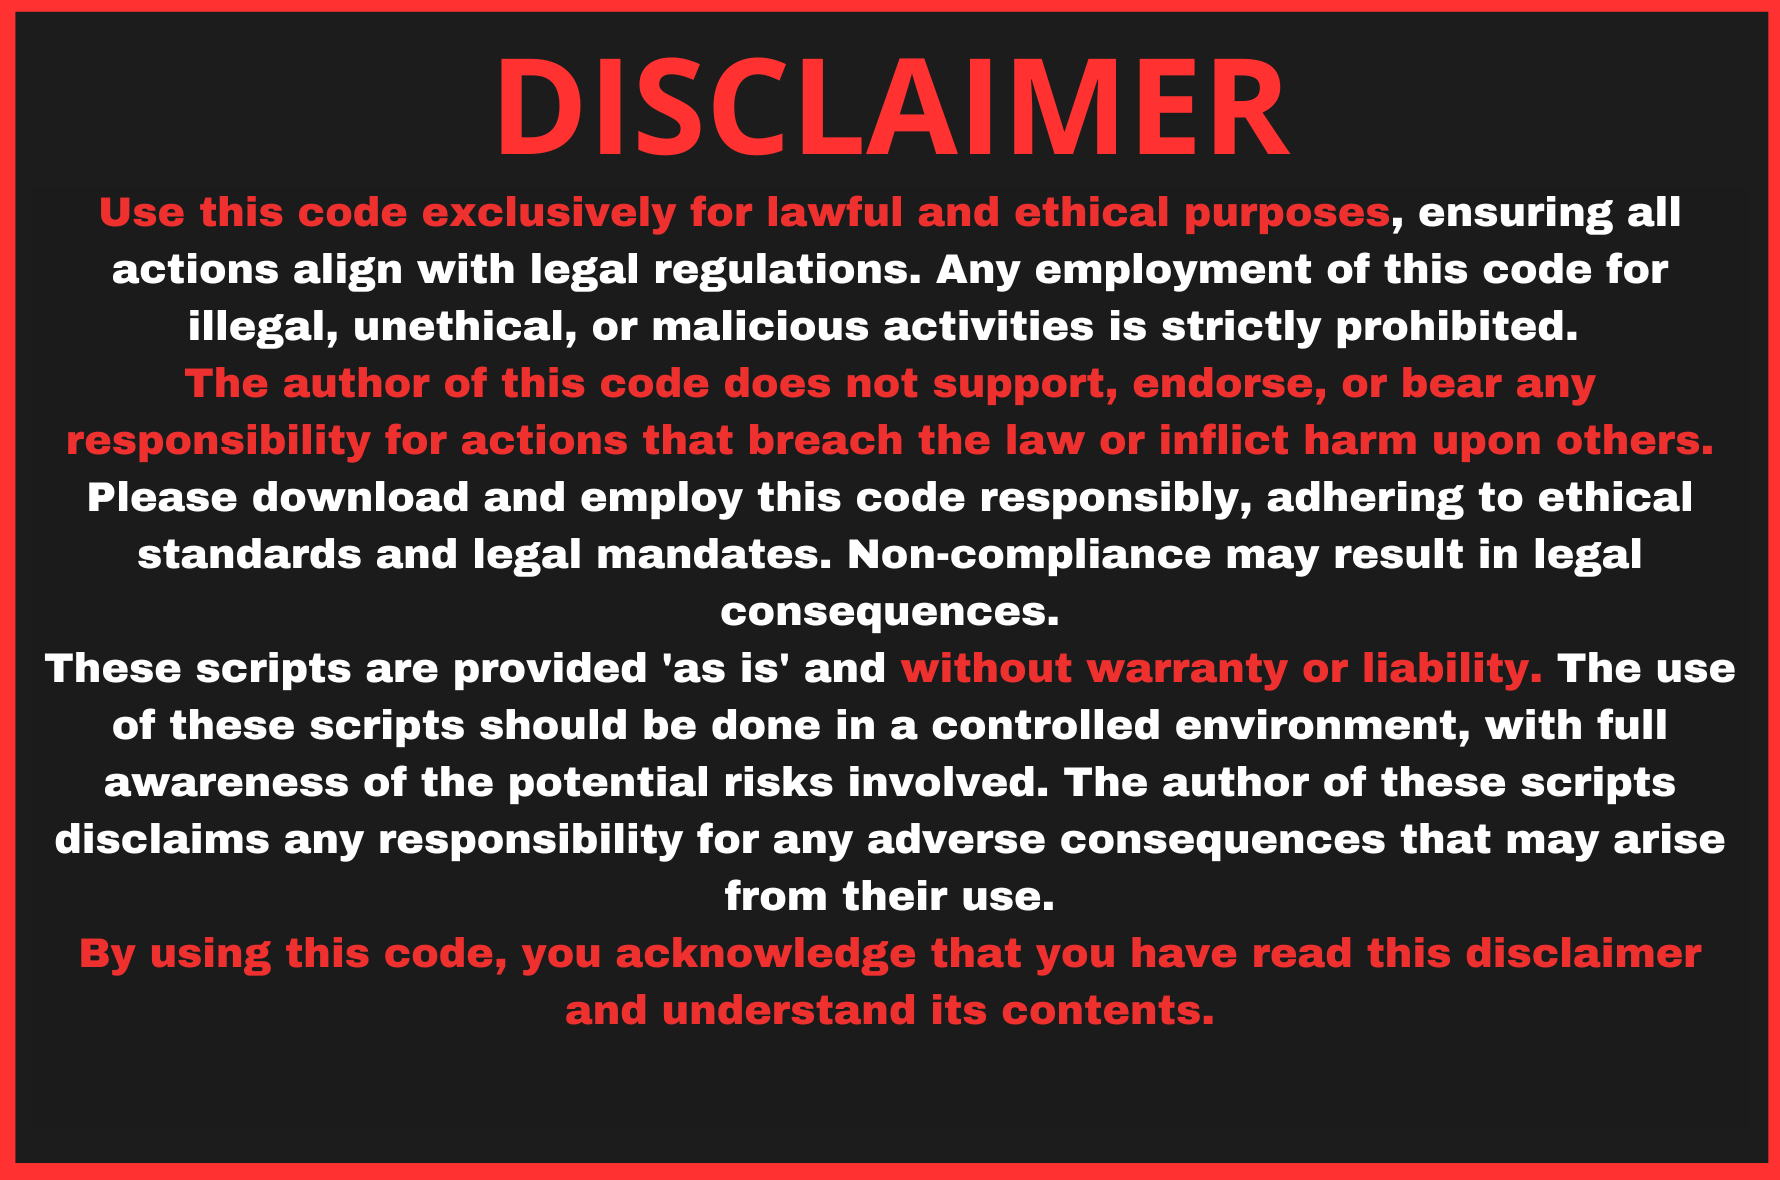 DISCLAIMER
Use this code exclusively for lawful and ethical purposes, ensuring all
actions align with legal regulations. Any employment of this code for
illegal, unethical, or malicious activities is strictly prohibited.
The author of this code does not support, endorse, or bear any
responsibility for actions that breach the law or inflict harm upon others.
Please download and employ this code responsibly, adhering to ethical
standards and legal mandates. Non-compliance may result in legal
consequences.
These scripts are provided 'as is' and without warranty or liability. The use
of these scripts should be done in a controlled environment, with full
awareness of the potential risks involved. The author of these scripts
disclaims any responsibility for any adverse consequences that may arise
from their use.
By using this code, you acknowledge that you have read this disclaimer
and understand its contents.